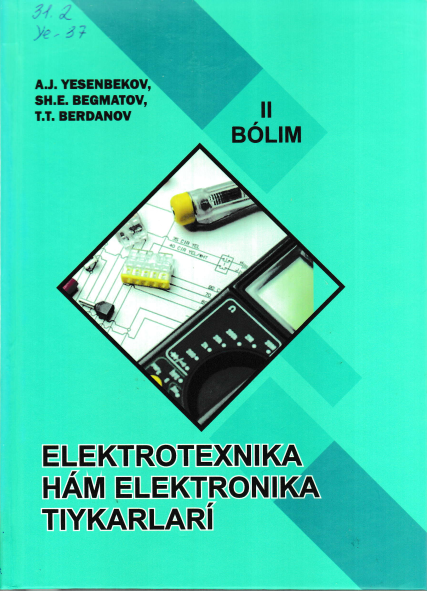 31.2
Ye-37
A.J. YESENBEKOV,
SH.E. BEGMATOV,
T.T. BERDANOV
II
BÓLIM
ELEKTROTEXNIKA
HÁM ELEKTRONIKA
TIYKARLARÍ